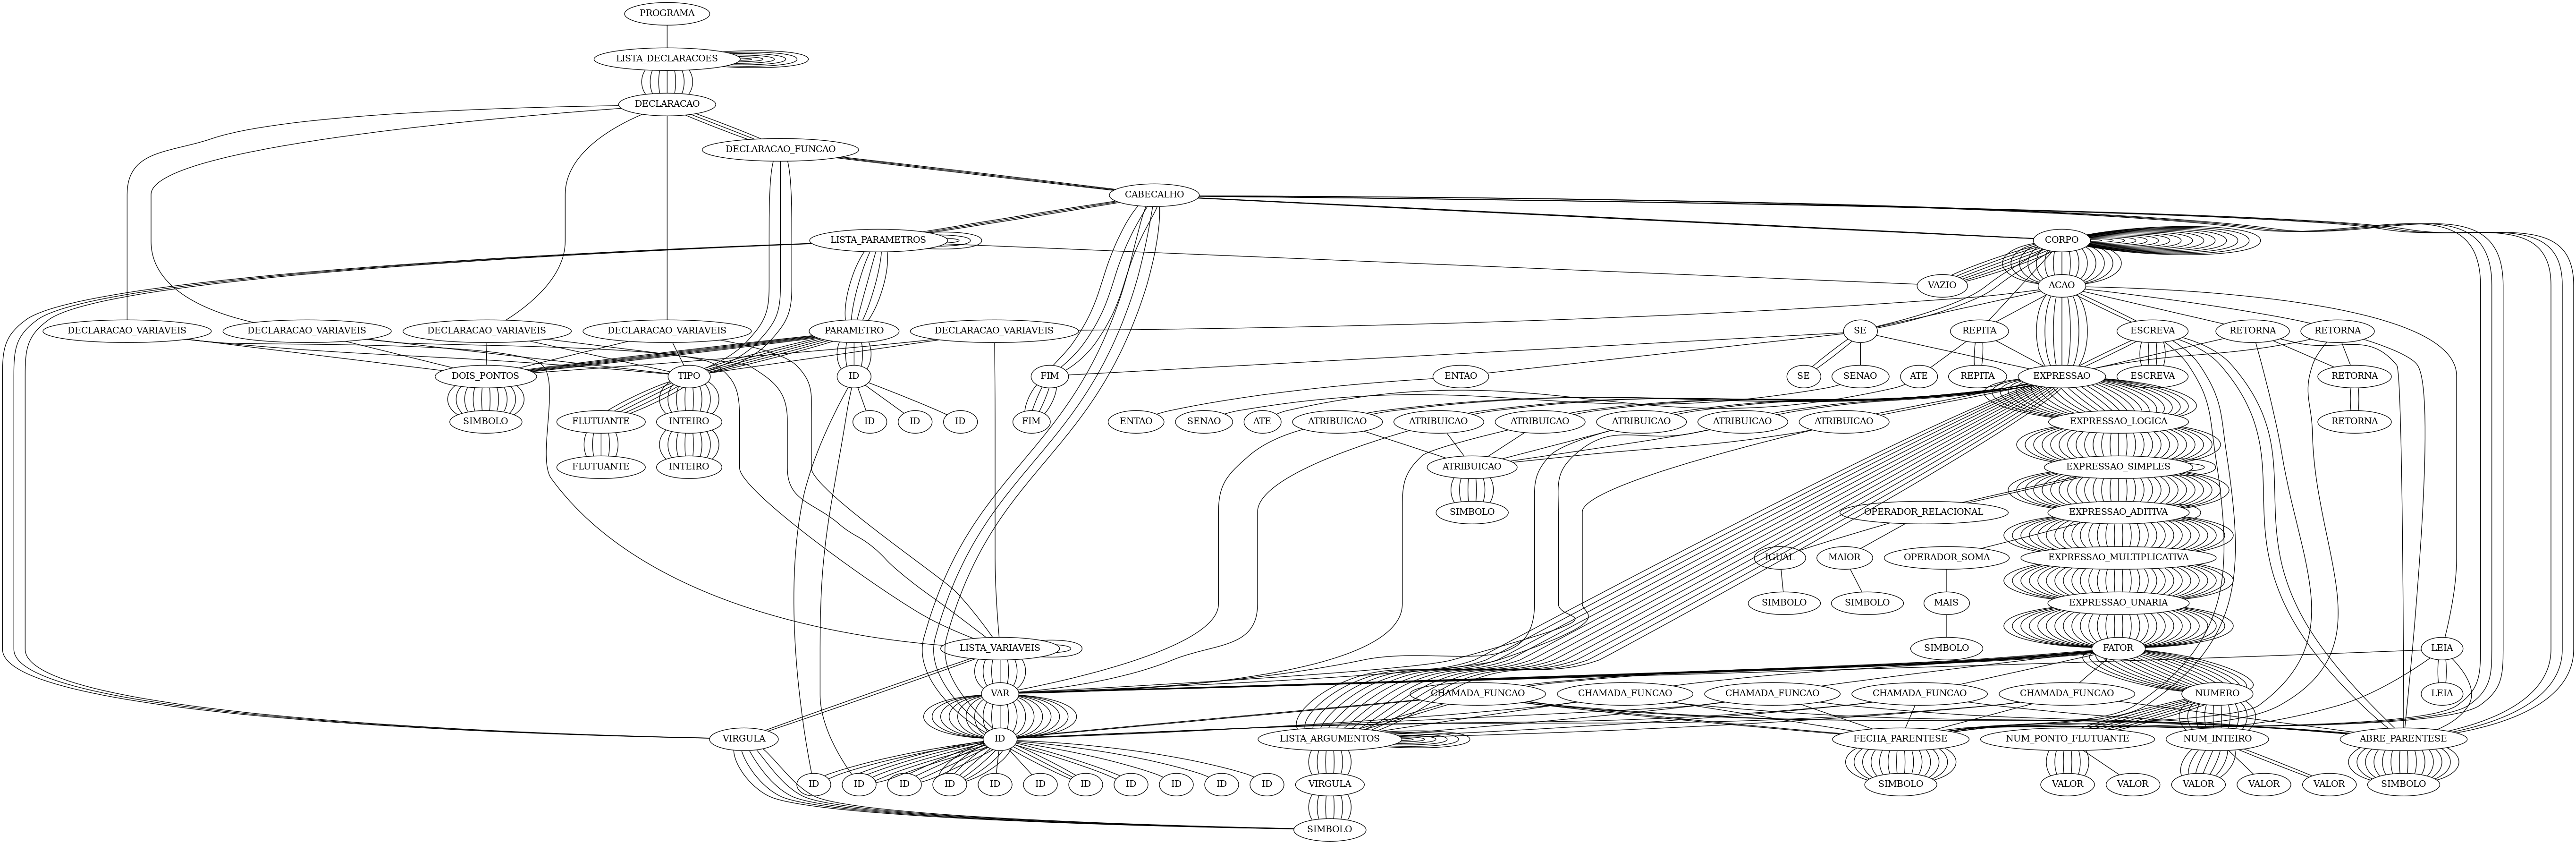 PROGRAMA
LISTA_DECLARACOES
DECLARACAO
DECLARACAO_FUNCAO
CABECALHO
LISTA_PARAMETROS
CORPO
VAZIO
ACAO
DECLARACAO_VARIAVEIS
DECLARACAO_VARIAVEIS
DECLARACAO_VARIAVEIS
DECLARACAO_VARIAVEIS
PARAMETRO
DECLARACAO_VARIAVEIS
SE
REPITA
ESCREVA
RETORNA
RETORNA
DOIS_PONTOS
TIPO
ID
FIM
ENTAO
SE
SENAO
ATE
REPITA
EXPRESSAO
ESCREVA
RETORNA
SIMBOLO
FLUTUANTE
INTEIRO
ID
ID
ID
FIM
ENTAO
SENAO
ATE
ATRIBUICAO
ATRIBUICAO
ATRIBUICAO
ATRIBUICAO
ATRIBUICAO
ATRIBUICAO
EXPRESSAO_LOGICA
RETORNA
FLUTUANTE
INTEIRO
ATRIBUICAO
EXPRESSAO_SIMPLES
SIMBOLO
OPERADOR_RELACIONAL
EXPRESSAO_ADITIVA
IGUAL
MAIOR
OPERADOR_SOMA
EXPRESSAO_MULTIPLICATIVA
SIMBOLO
SIMBOLO
MAIS
EXPRESSAO_UNARIA
LISTA_VARIAVEIS
SIMBOLO
FATOR
LEIA
VAR
CHAMADA_FUNCAO
CHAMADA_FUNCAO
CHAMADA_FUNCAO
CHAMADA_FUNCAO
CHAMADA_FUNCAO
NUMERO
LEIA
VIRGULA
ID
LISTA_ARGUMENTOS
FECHA_PARENTESE
NUM_PONTO_FLUTUANTE
NUM_INTEIRO
ABRE_PARENTESE
ID
ID
ID
ID
ID
ID
ID
ID
ID
ID
ID
VIRGULA
SIMBOLO
VALOR
VALOR
VALOR
VALOR
VALOR
SIMBOLO
SIMBOLO